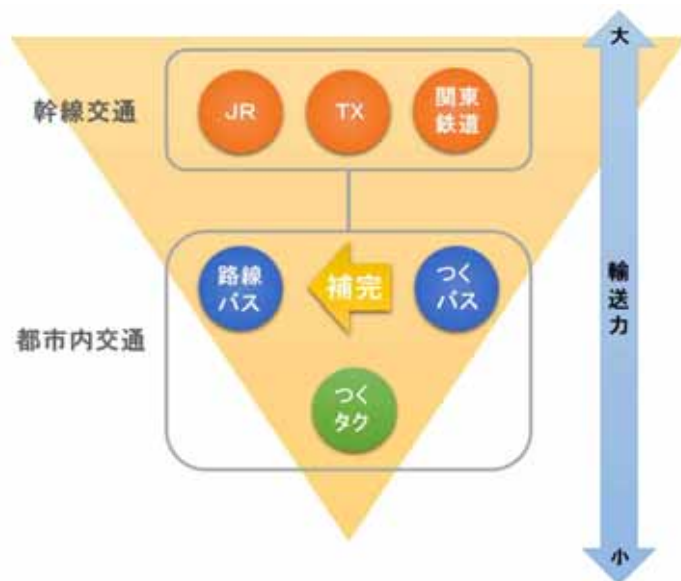 大
幹線交通
JR
TX
関東
鉄道
路線
バス
補完
つく
バス
輸送力
都市内交通
つく
タク
小